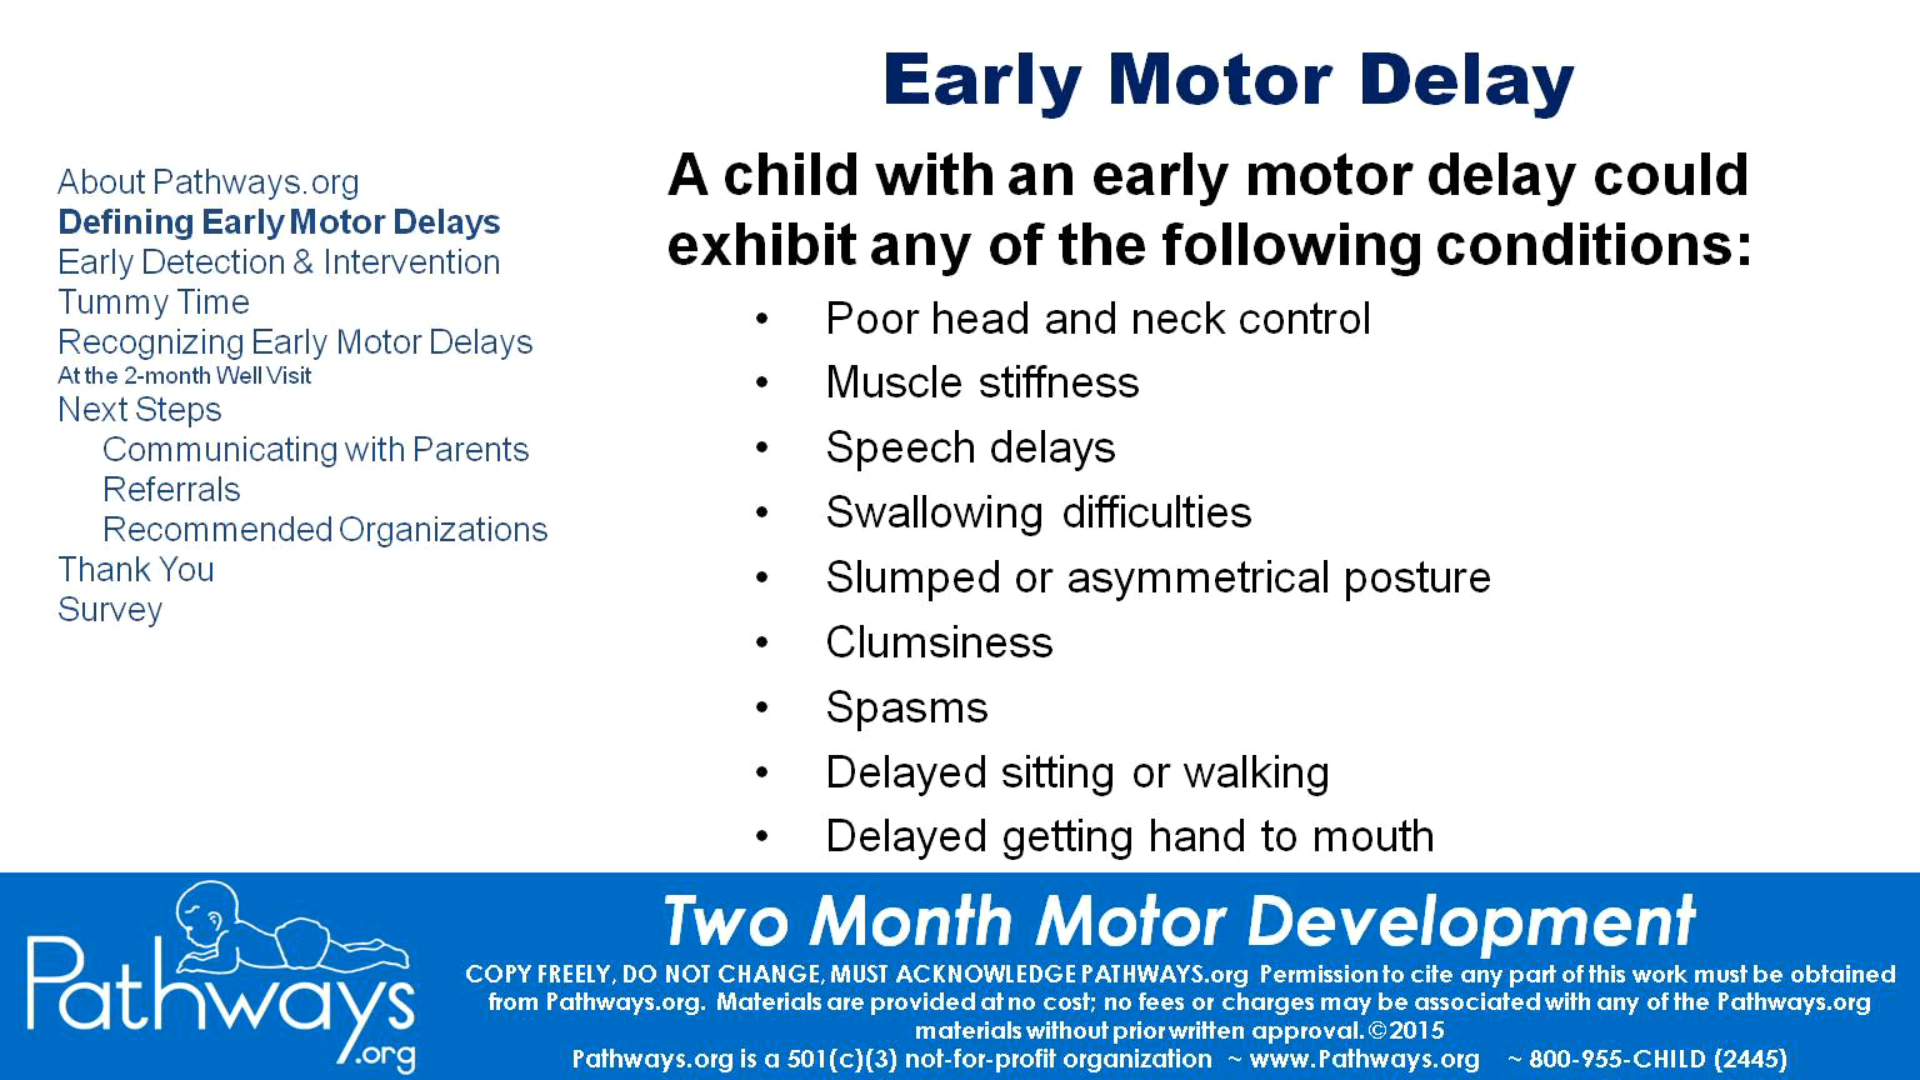 Early Motor Delay
About Pathways.org
Defining Early Motor Delays
Early Detection & Intervention
Tummy Time
Recognizing Early Motor Delays
At the 2-month Well Visit
Next Steps
Communicating with Parents
Referrals
Recommended Organizations
Thank You
Survey
A child with an early motor delay could
exhibit any of the following conditions:
• Poor head and neck control
• Muscle stiffness
• Speech delays
• Swallowing difficulties
• Slumped or asymmetrical posture
• Clumsiness
• Spasms
• Delayed sitting or walking
• Delayed getting hand to mouth
Pathways
.org
Two Month Motor Development
COPY FREELY, DO NOT CHANGE, MUST ACKNOWLEDGE PATHWAYS.org Permission to cite any part of this work must be obtained
from Pathways.org. Materials are provided at no cost; no fees or charges may be associated with any of the Pathways.org
materials without prior written approval. ©2015
Pathways.org is a 501(c)(3) not-for-profit organization ~ www.Pathways.org ~ 800-955-CHILD (2445)